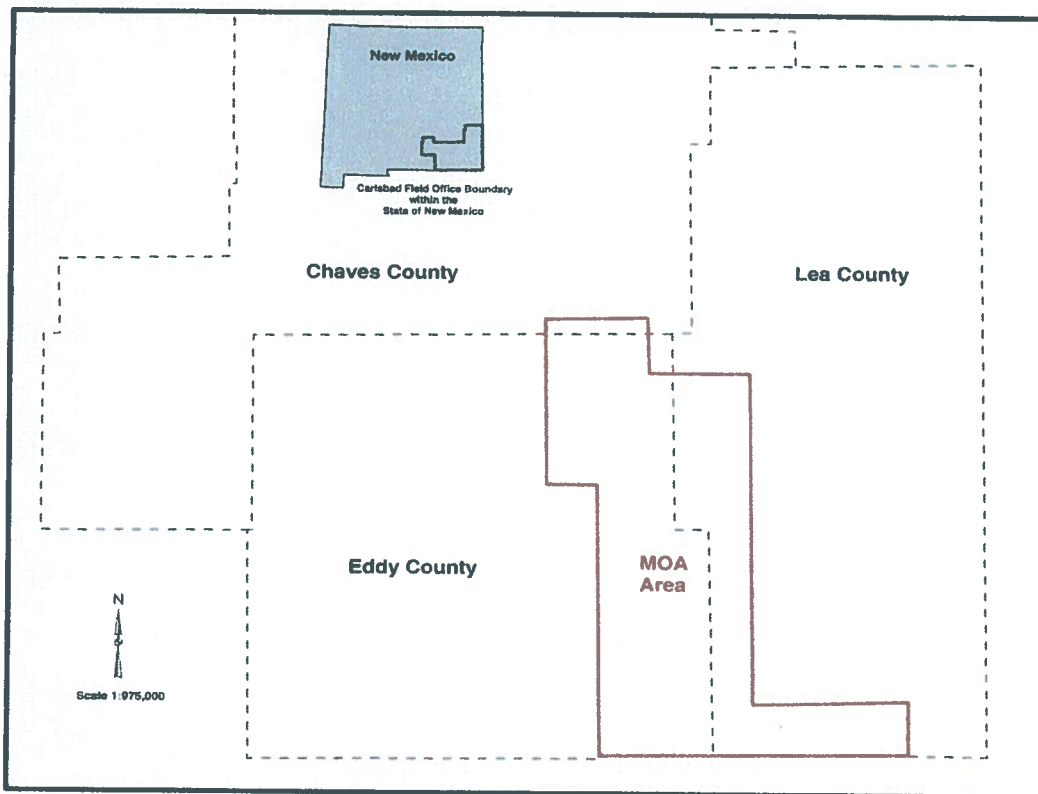 New Mexico
Carlsbad Field Office Boundary
within the
State of New Mexico
Chaves County
Lea County
Eddy County
MOA
Area
N
Scale 1:975,000